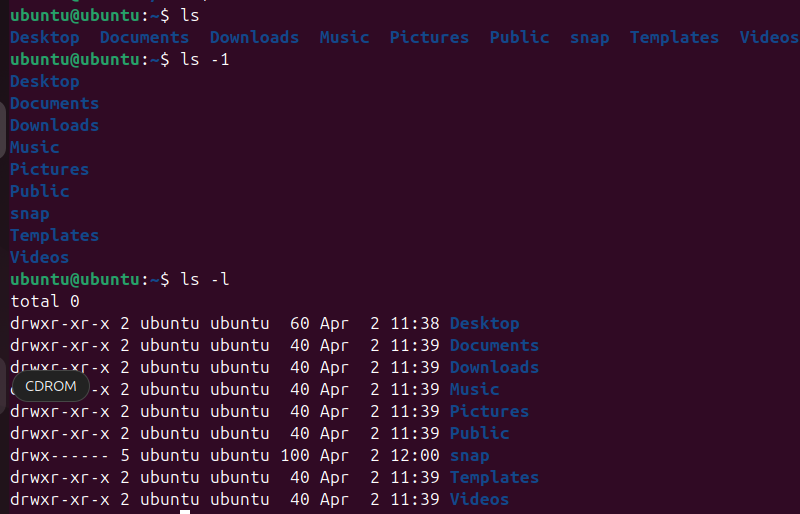 ubuntu@ubuntu:~$ ls
Desktop  Documents  Downloads  Music  Pictures  Public  snap  Templates  Videos
ubuntu@ubuntu:~$ ls -1
Desktop
Documents
Downloads
Music
Pictures
Public
snap
Templates
Videos
ubuntu@ubuntu:~$ ls -l
total 0
drwxr-xr-x 2 ubuntu ubuntu  60 Apr  2 11:38 Desktop
drwxr-xr-x 2 ubuntu ubuntu  40 Apr  2 11:39 Documents
drwxr-xr-x 2 ubuntu ubuntu  40 Apr  2 11:39 Downloads
CDROM
xr-x 2 ubuntu ubuntu  40 Apr  2 11:39 Music
drwxr-xr-x 2 ubuntu ubuntu  40 Apr  2 11:39 Pictures
drwxr-xr-x 2 ubuntu ubuntu  40 Apr  2 11:39 Public
drwx------ 5 ubuntu ubuntu 100 Apr  2 12:00 snap
drwxr-xr-x 2 ubuntu ubuntu  40 Apr  2 11:39 Templates
drwxr-xr-x 2 ubuntu ubuntu  40 Apr  2 11:39 Videos